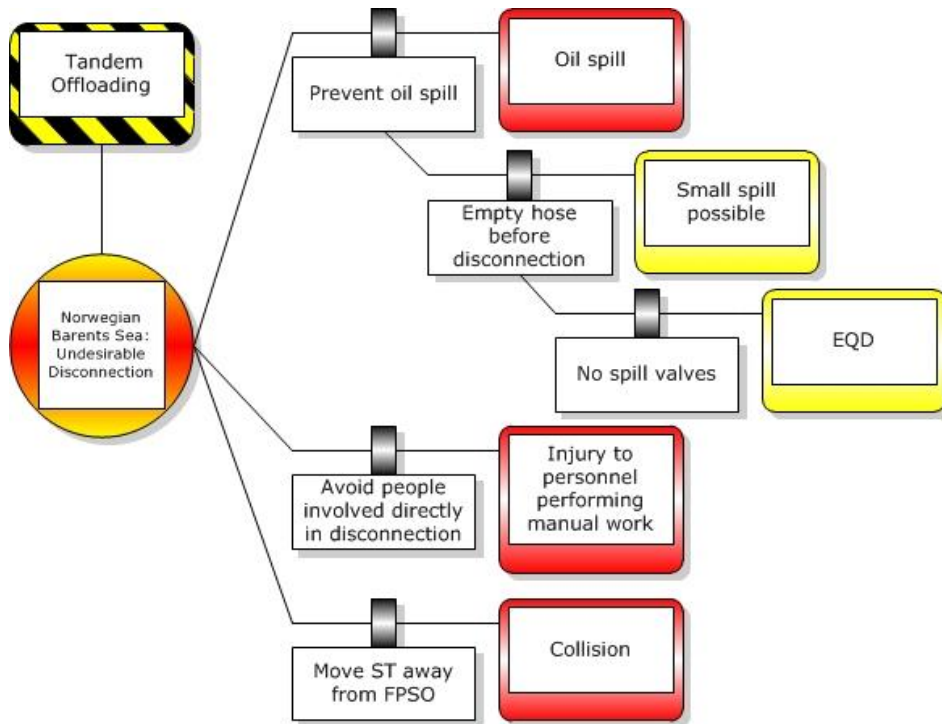 Tandem
Offloading
Norwegian
Barents Sea:
Undesirable
Disconnection
Prevent oil spill
Oil spill
Empty hose
before
disconnection
Small spill
possible
No spill valves
EQD
Avoid people
involved directly
in disconnection
Injury to
personnel
performing
manual work
Move ST away
from FPSO
Collision